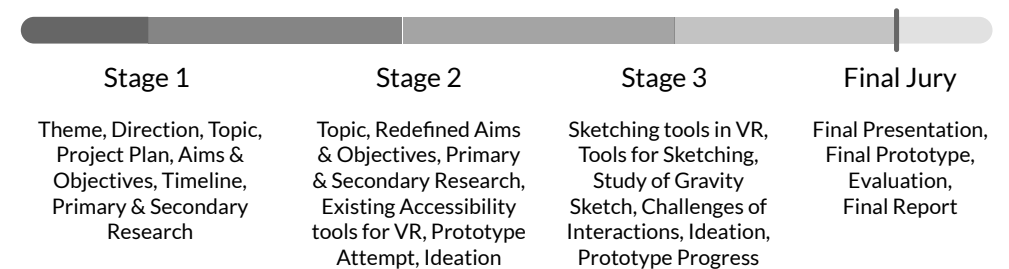 Stage 1
Theme, Direction, Topic,
Project Plan, Aims &
Objectives, Timeline,
Primary & Secondary
Research
Stage 2
Topic, Redefined Aims
& Objectives, Primary
& Secondary Research,
Existing Accessibility
tools for VR, Prototype
Attempt, Ideation
Stage 3
Sketching tools in VR,
Tools for Sketching,
Study of Gravity
Sketch, Challenges of
Interactions, Ideation,
Prototype Progress
Final Jury
Final Presentation,
Final Prototype,
Evaluation,
Final Report